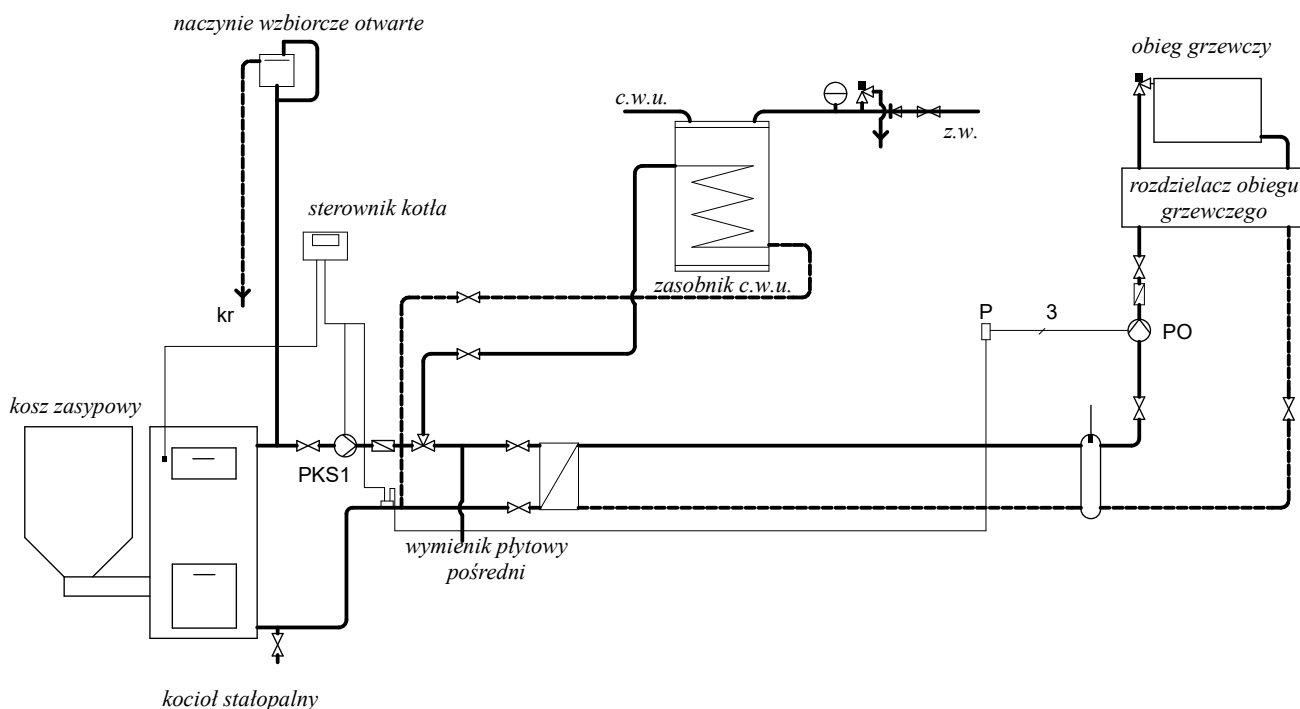 naczynie wzbiorcze otwarte
obieg grzewczy
c.w.u.
z.w.
rozdzielacz obiegu
grzewczego
sterownik kotła
zasobnik c.w.u.
kr
P
3
PO
kosz zasypowy
PKS1
wymienik płytowy
pośredni
kocioł stałopalny